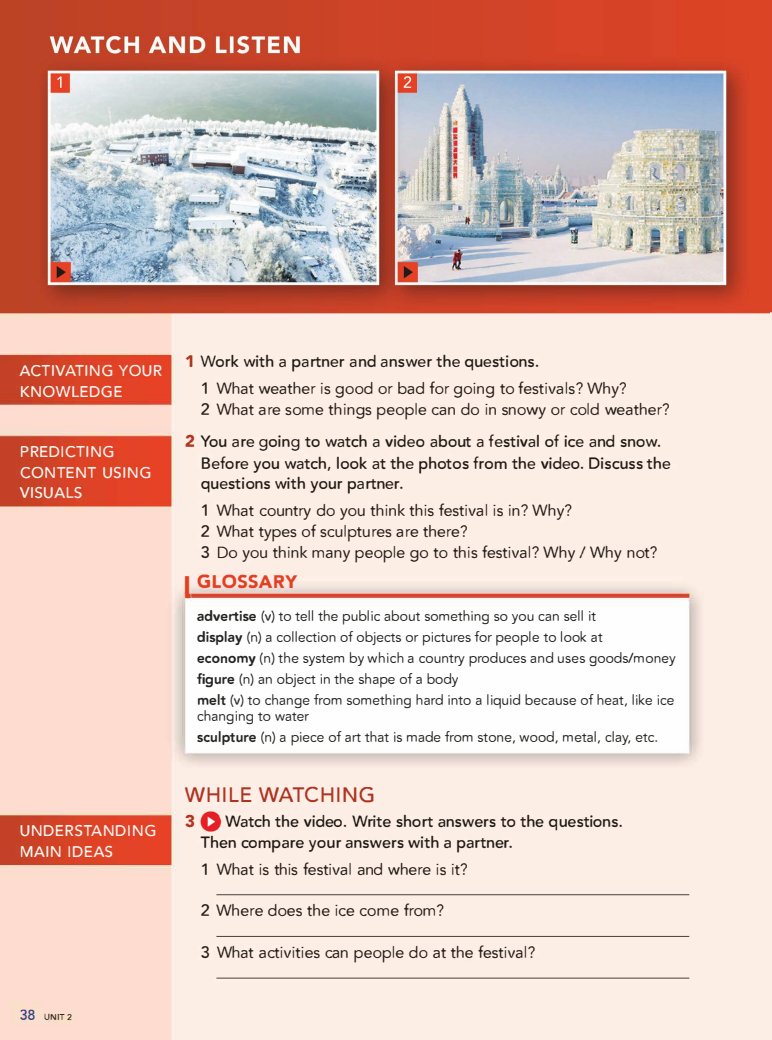 WATCH AND LISTEN
1
2
ACTIVATING YOUR
KNOWLEDGE
1 Work with a partner and answer the questions.
1 What weather is good or bad for going to festivals? Why?
2 What are some things people can do in snowy or cold weather?
PREDICTING
CONTENT USING
VISUALS
2 You are going to watch a video about a festival of ice and snow.
Before you watch, look at the photos from the video. Discuss the
questions with your partner.
1 What country do you think this festival is in? Why?
2 What types of sculptures are there?
3 Do you think many people go to this festival? Why / Why not?
GLOSSARY
advertise (v) to tell the public about something so you can sell it
display (n) a collection of objects or pictures for people to look at
economy (n) the system by which a country produces and uses goods/money
figure (n) an object in the shape of a body
melt (v) to change from something hard into a liquid because of heat, like ice
changing to water
sculpture (n) a piece of art that is made from stone, wood, metal, clay, etc.
WHILE WATCHING
UNDERSTANDING
MAIN IDEAS
3 Watch the video. Write short answers to the questions.
Then compare your answers with a partner.
1 What is this festival and where is it?
2 Where does the ice come from?
3 What activities can people do at the festival?
38 UNIT 2